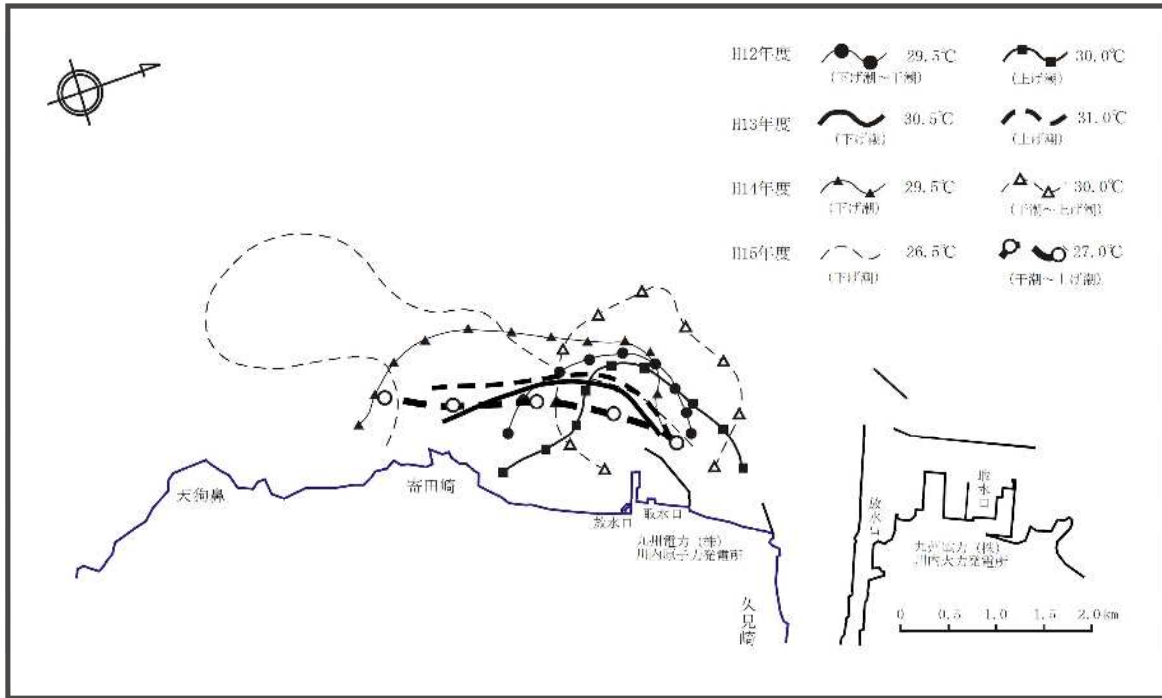 H12年度 29.5℃ 30.0℃
(下げ潮～干潮) (上げ潮)
H13年度 30.5℃ 31.0℃
(下げ潮) (上げ潮)
H14年度 29.5℃ 30.0℃
(下げ潮) (干潮～上げ潮)
H15年度 26.5℃ 27.0℃
(下げ潮) (干潮～上げ潮)
天狗鼻
寄田崎
放水口
取水口
九州電力（株）
川内原子力発電所
久見崎
放水口
取水口
九州電力（株）
川内火力発電所
0 0.5 1.0 1.5 2.0km